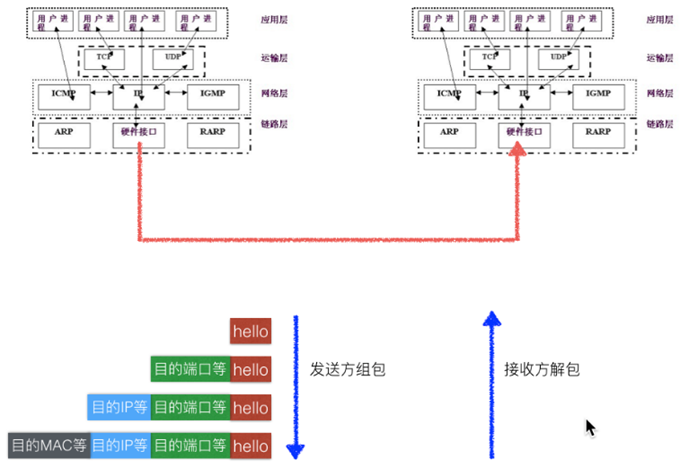 用户进程 用户进程 用户进程 用户进程 应用层
TCP UDP 运输层
ICMP IP IGMP 网络层
ARP 硬件接口 RARP 链路层
用户进程 用户进程 用户进程 用户进程 应用层
TCP UDP 运输层
ICMP IP IGMP 网络层
ARP 硬件接口 RARP 链路层
hello
目的端口等 hello
目的IP等 目的端口等 hello
目的MAC等 目的IP等 目的端口等 hello
发送方组包
接收方解包